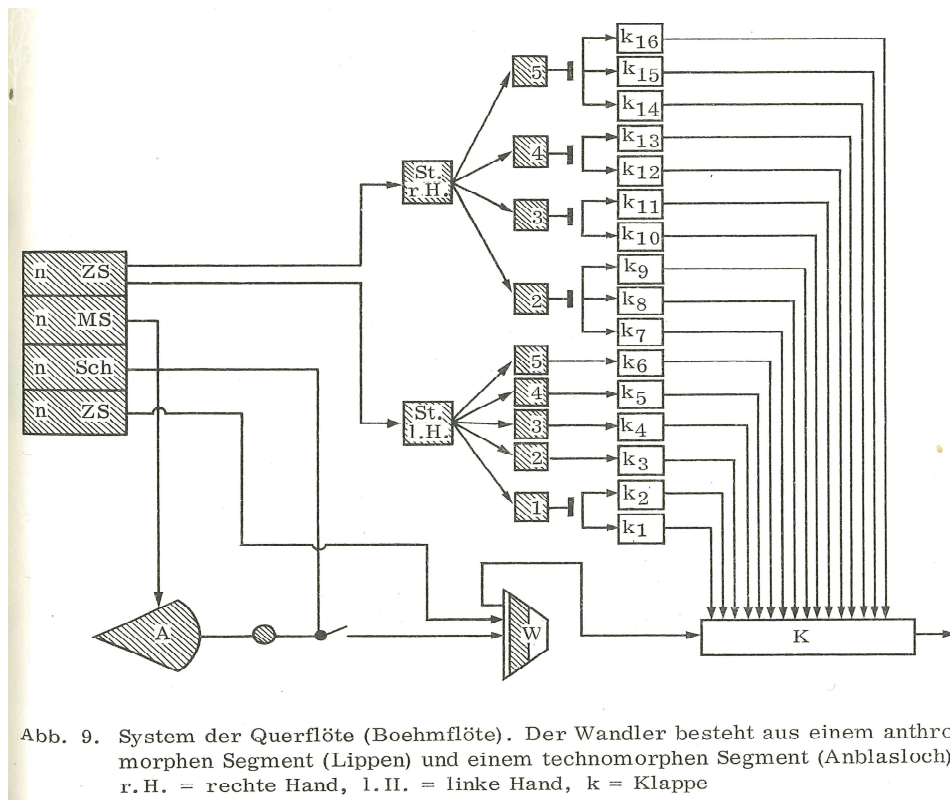 k16
k15
5
k14
k13
4
k12
St.
r.H.
k11
3
k10
k9
n ZS
2
k8
n MS
k7
5
k6
n Sch
4
k5
n ZS
St.
l.H.
3
k4
2
k3
k2
1
k1
A
W
K
Abb. 9. System der Querflöte (Boehmflöte). Der Wandler besteht aus einem anthro
morphen Segment (Lippen) und einem technomorphen Segment (Anblasloch)
r.H. = rechte Hand, l.II. = linke Hand, k = Klappe